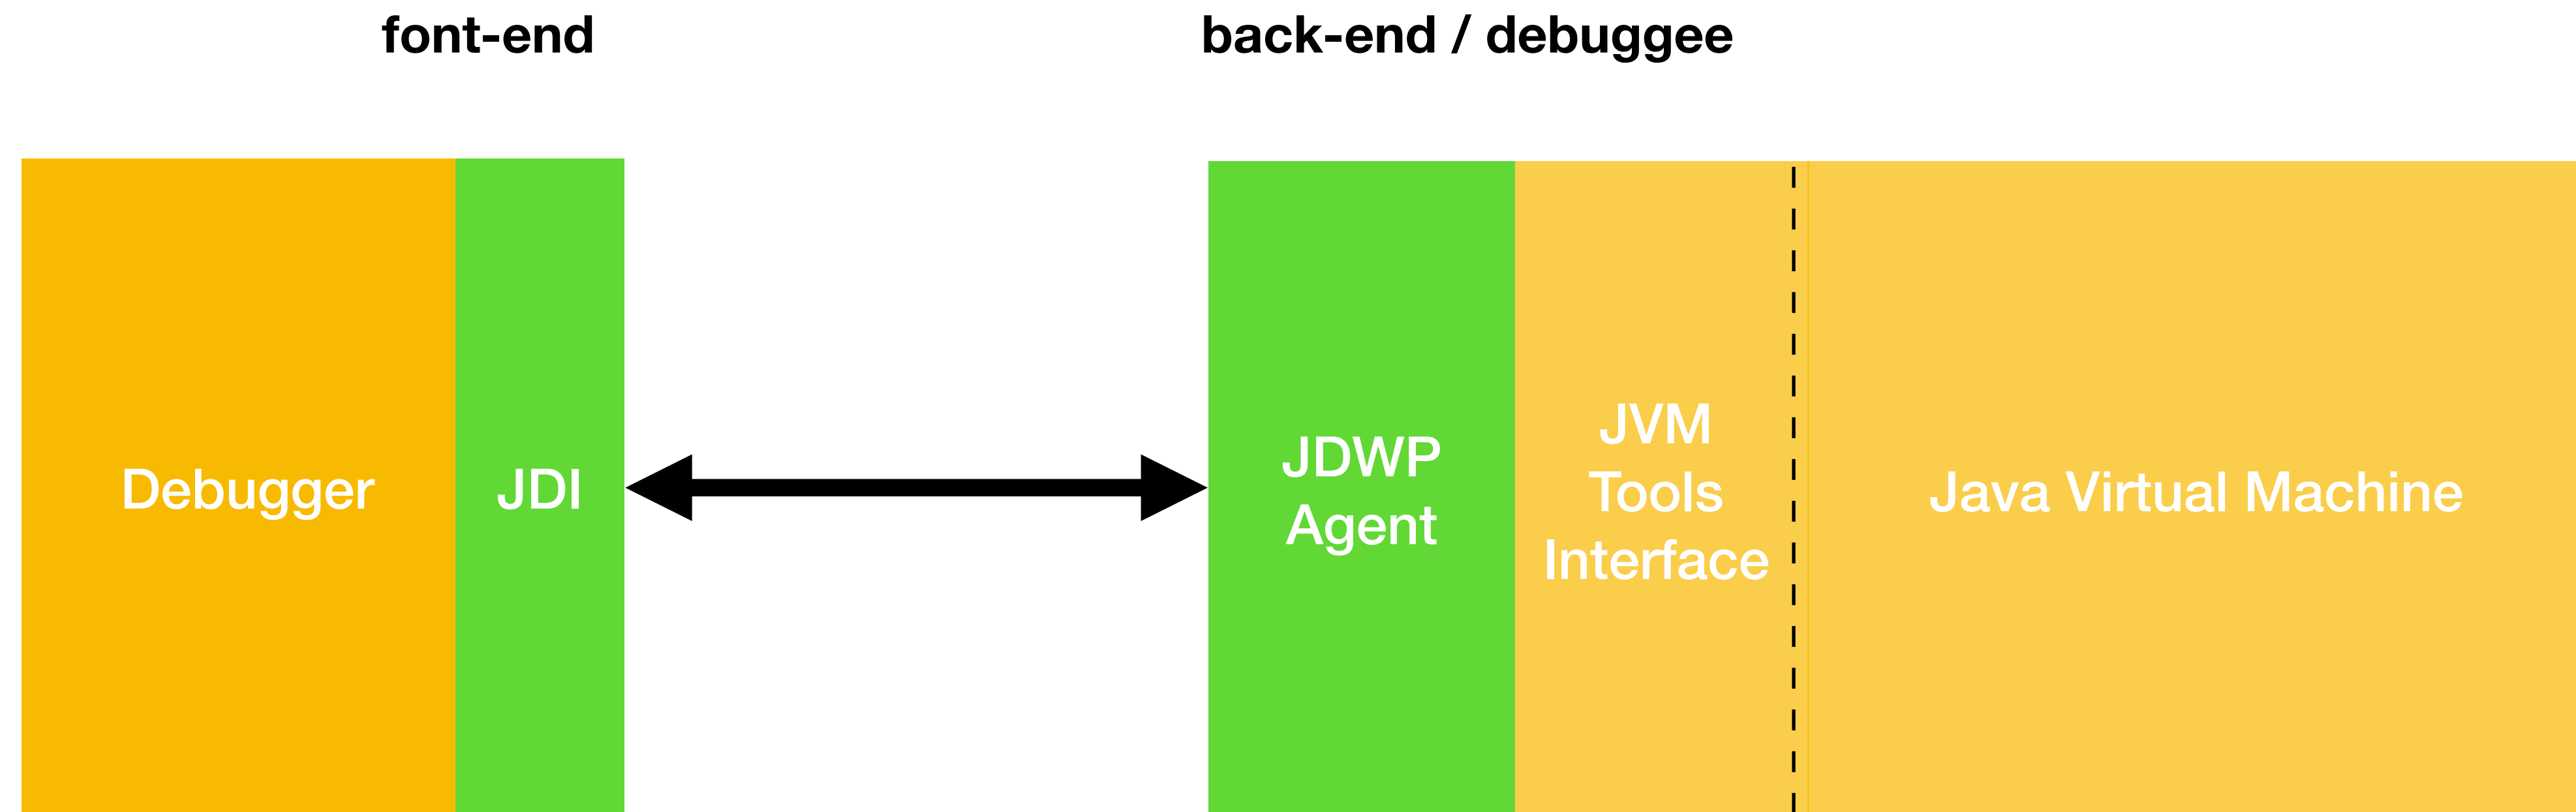 font-end
back-end / debuggee
Debugger
JDI
JDWP
Agent
JVM
Tools
Interface
Java Virtual Machine